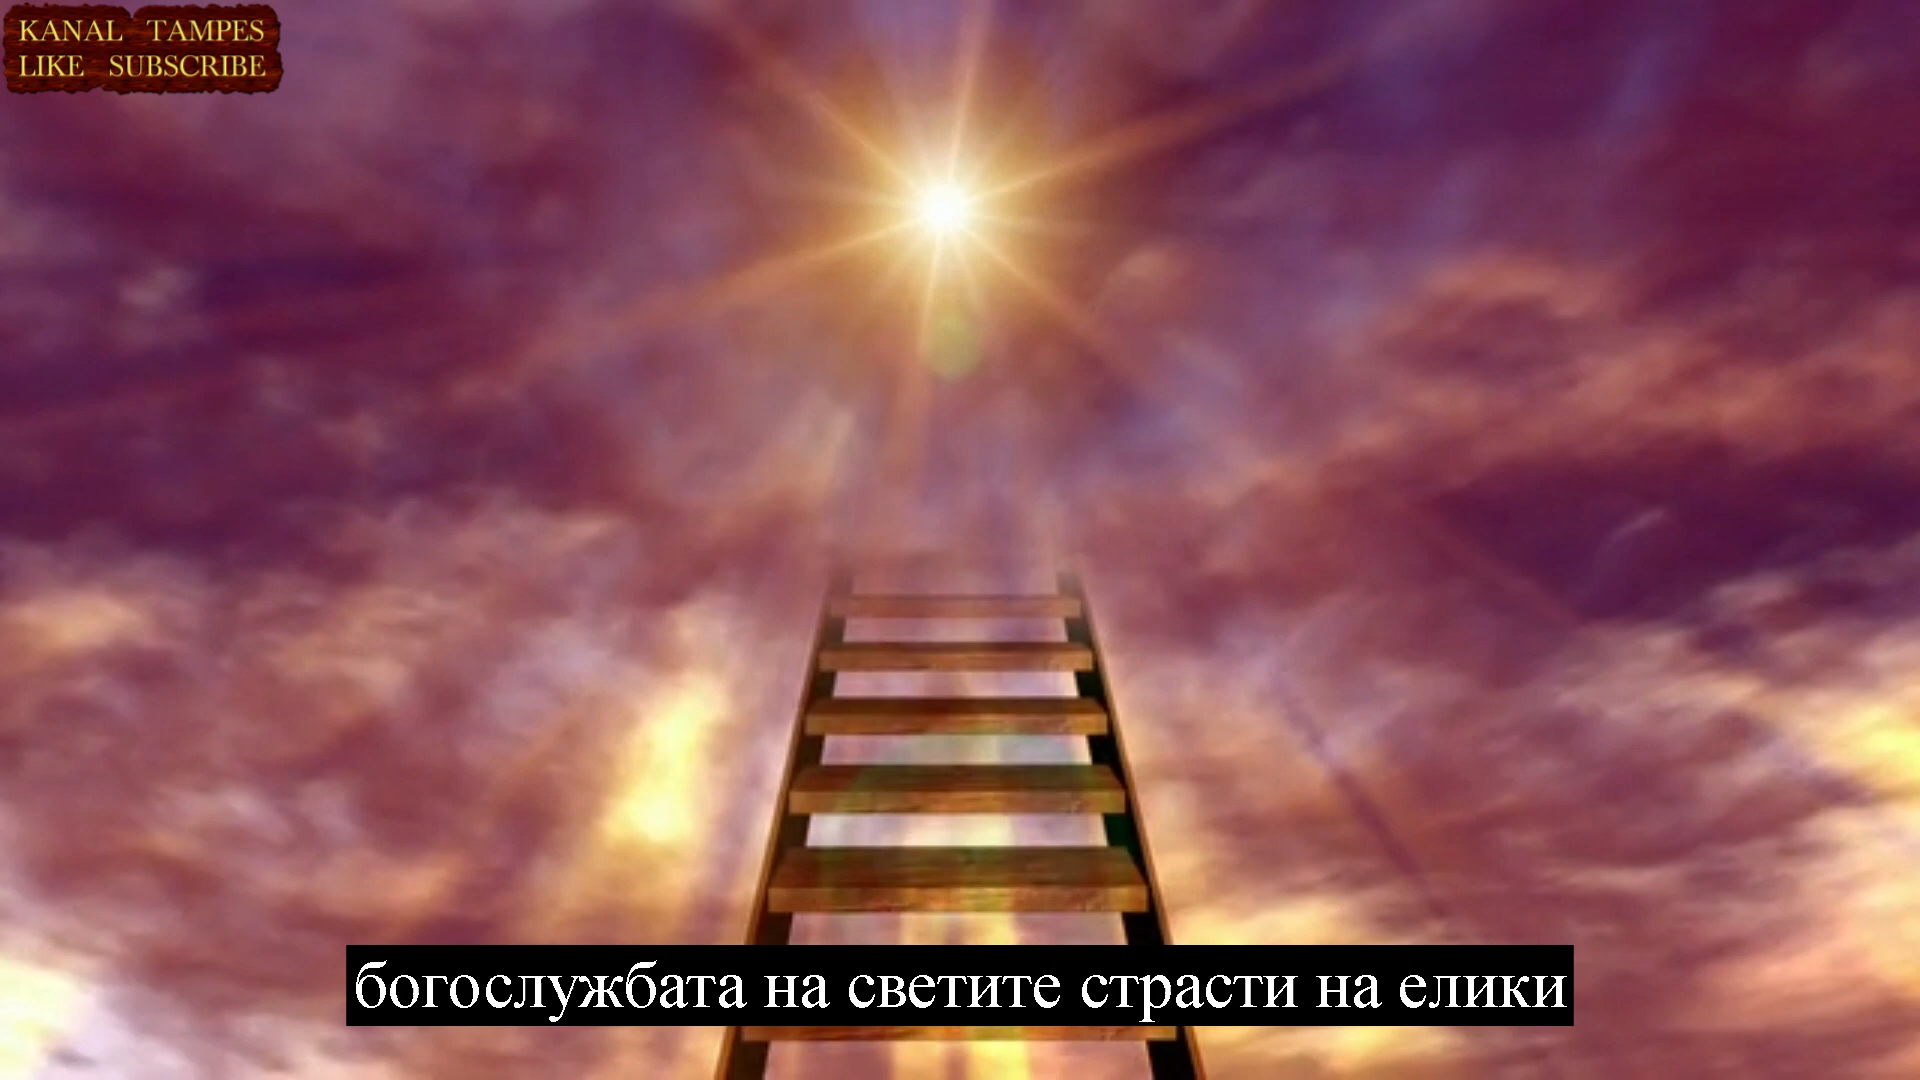 KANAL TAMPES
LIKE SUBSCRIBE
богослужбата на светите страсти на елики